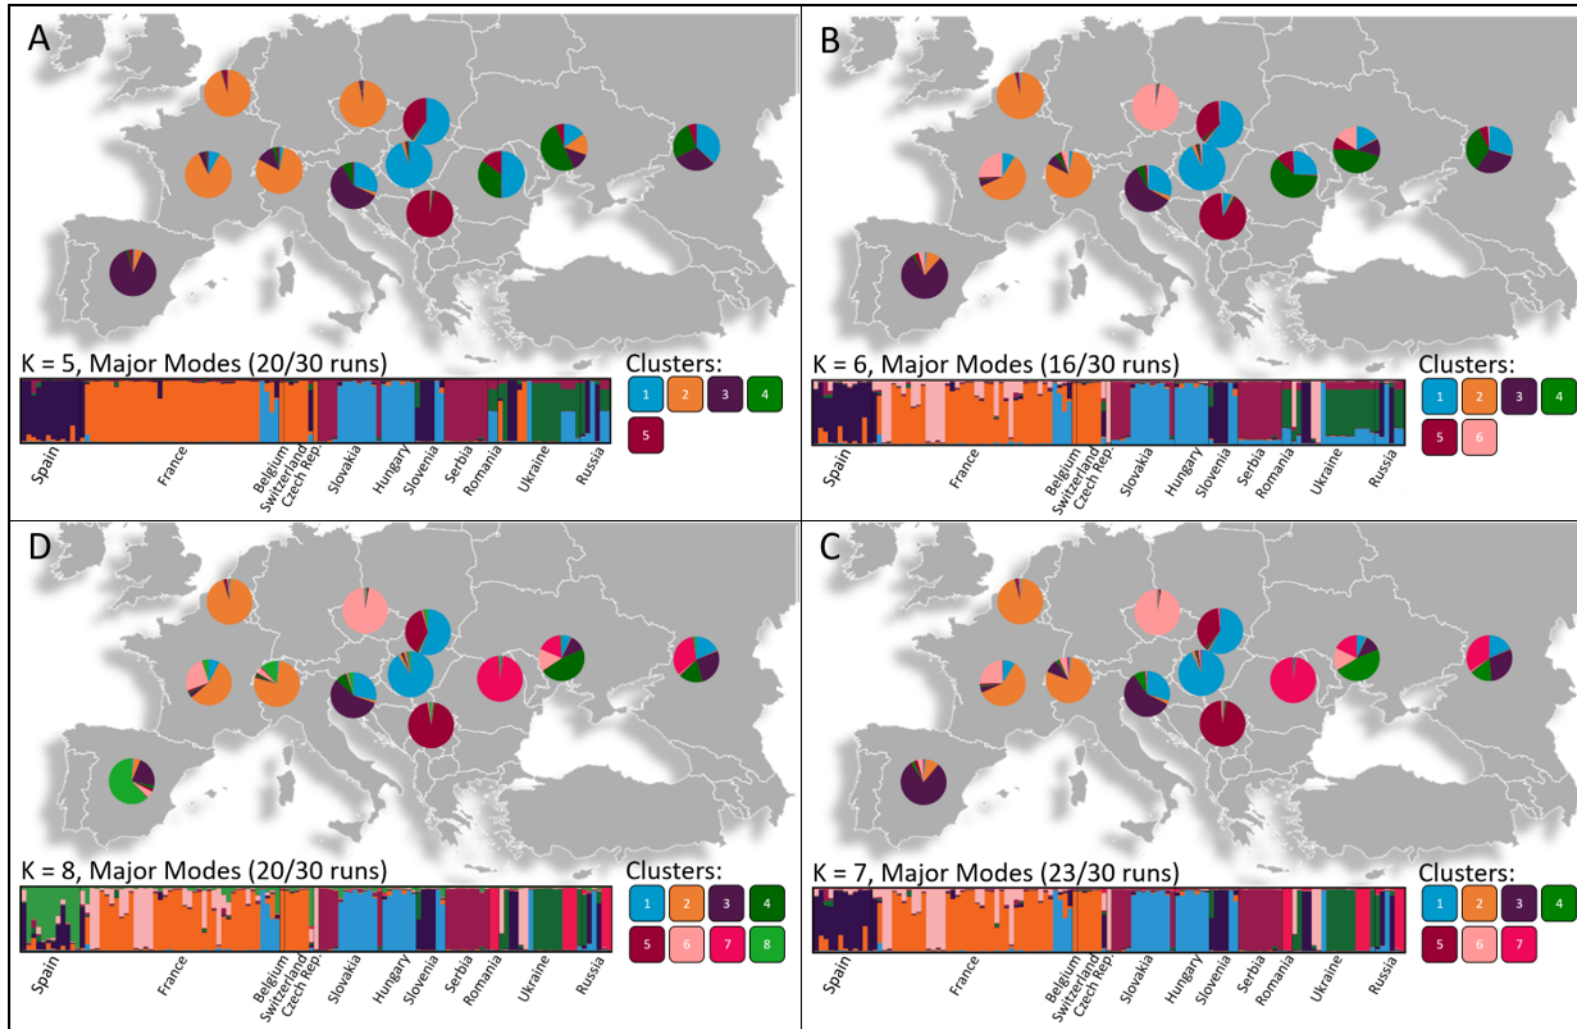 A
K = 5, Major Modes (20/30 runs)
Clusters:
1 2 3 4
5
Spain France Belgium Switzerland Czech Rep. Slovakia Hungary Slovenia Serbia Romania Ukraine Russia
B
K = 6, Major Modes (16/30 runs)
Clusters:
1 2 3 4
5 6
Spain France Belgium Switzerland Czech Rep. Slovakia Hungary Slovenia Serbia Romania Ukraine Russia
D
K = 8, Major Modes (20/30 runs)
Clusters:
1 2 3 4
5 6 7 8
Spain France Belgium Switzerland Czech Rep. Slovakia Hungary Slovenia Serbia Romania Ukraine Russia
C
K = 7, Major Modes (23/30 runs)
Clusters:
1 2 3 4
5 6 7
Spain France Belgium Switzerland Czech Rep. Slovakia Hungary Slovenia Serbia Romania Ukraine Russia